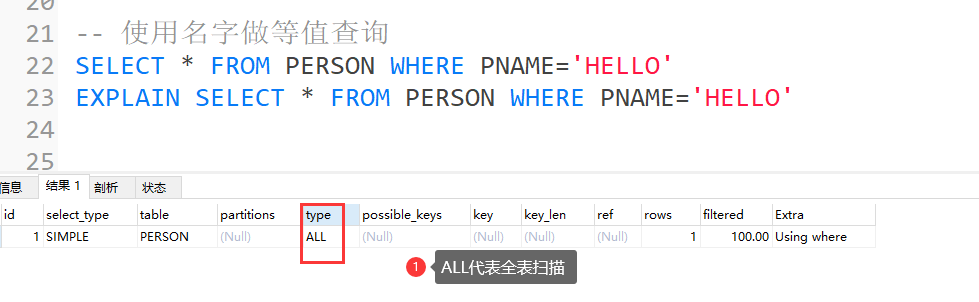 20
21 -- 使用名字做等值查询
22 SELECT * FROM PERSON WHERE PNAME='HELLO'
23 EXPLAIN SELECT * FROM PERSON WHERE PNAME='HELLO'
24
25
信息 结果 1 剖析 状态
id select_type table partitions type possible_keys key key_len ref rows filtered Extra
1 SIMPLE PERSON (Null) ALL (Null) (Null) (Null) (Null) 1 100.00 Using where
1 ALL代表全表扫描